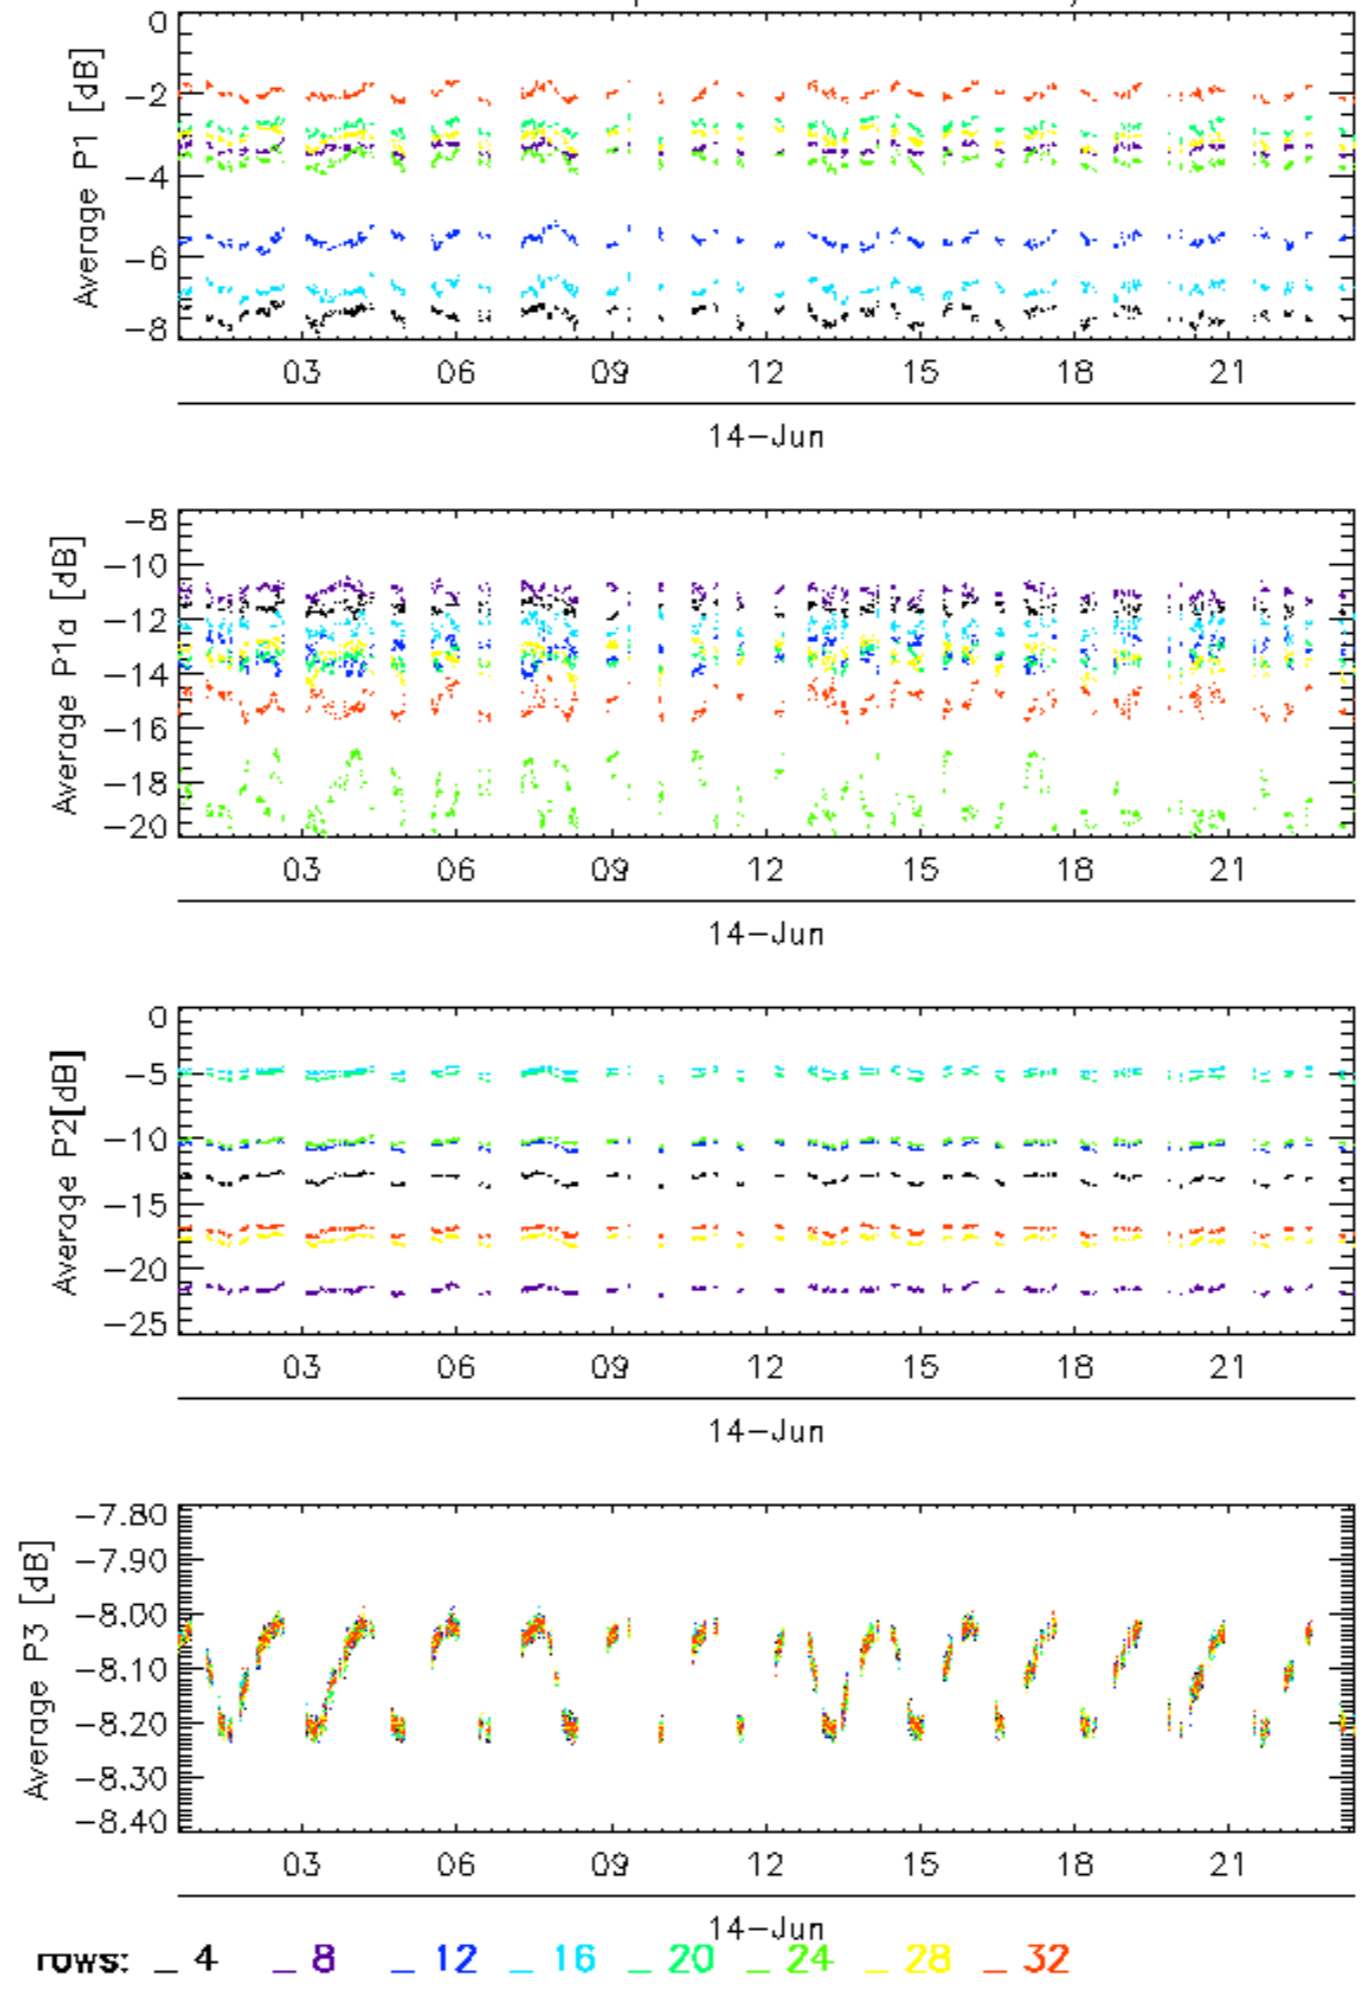 Average P1 [dB]
0
−2
−4
−6
−8
03 06 09 12 15 18 21
14−Jun
Average P1a [dB]
−8
−10
−12
−14
−16
−18
−20
03 06 09 12 15 18 21
14−Jun
Average P2[dB]
0
−5
−10
−15
−20
−25
03 06 09 12 15 18 21
14−Jun
Average P3 [dB]
−7.80
−7.90
−8.00
−8.10
−8.20
−8.30
−8.40
03 06 09 12 15 18 21
14−Jun
rows: _ 4 _ 8 _ 12 _ 16 _ 20 _ 24 _ 28 _ 32